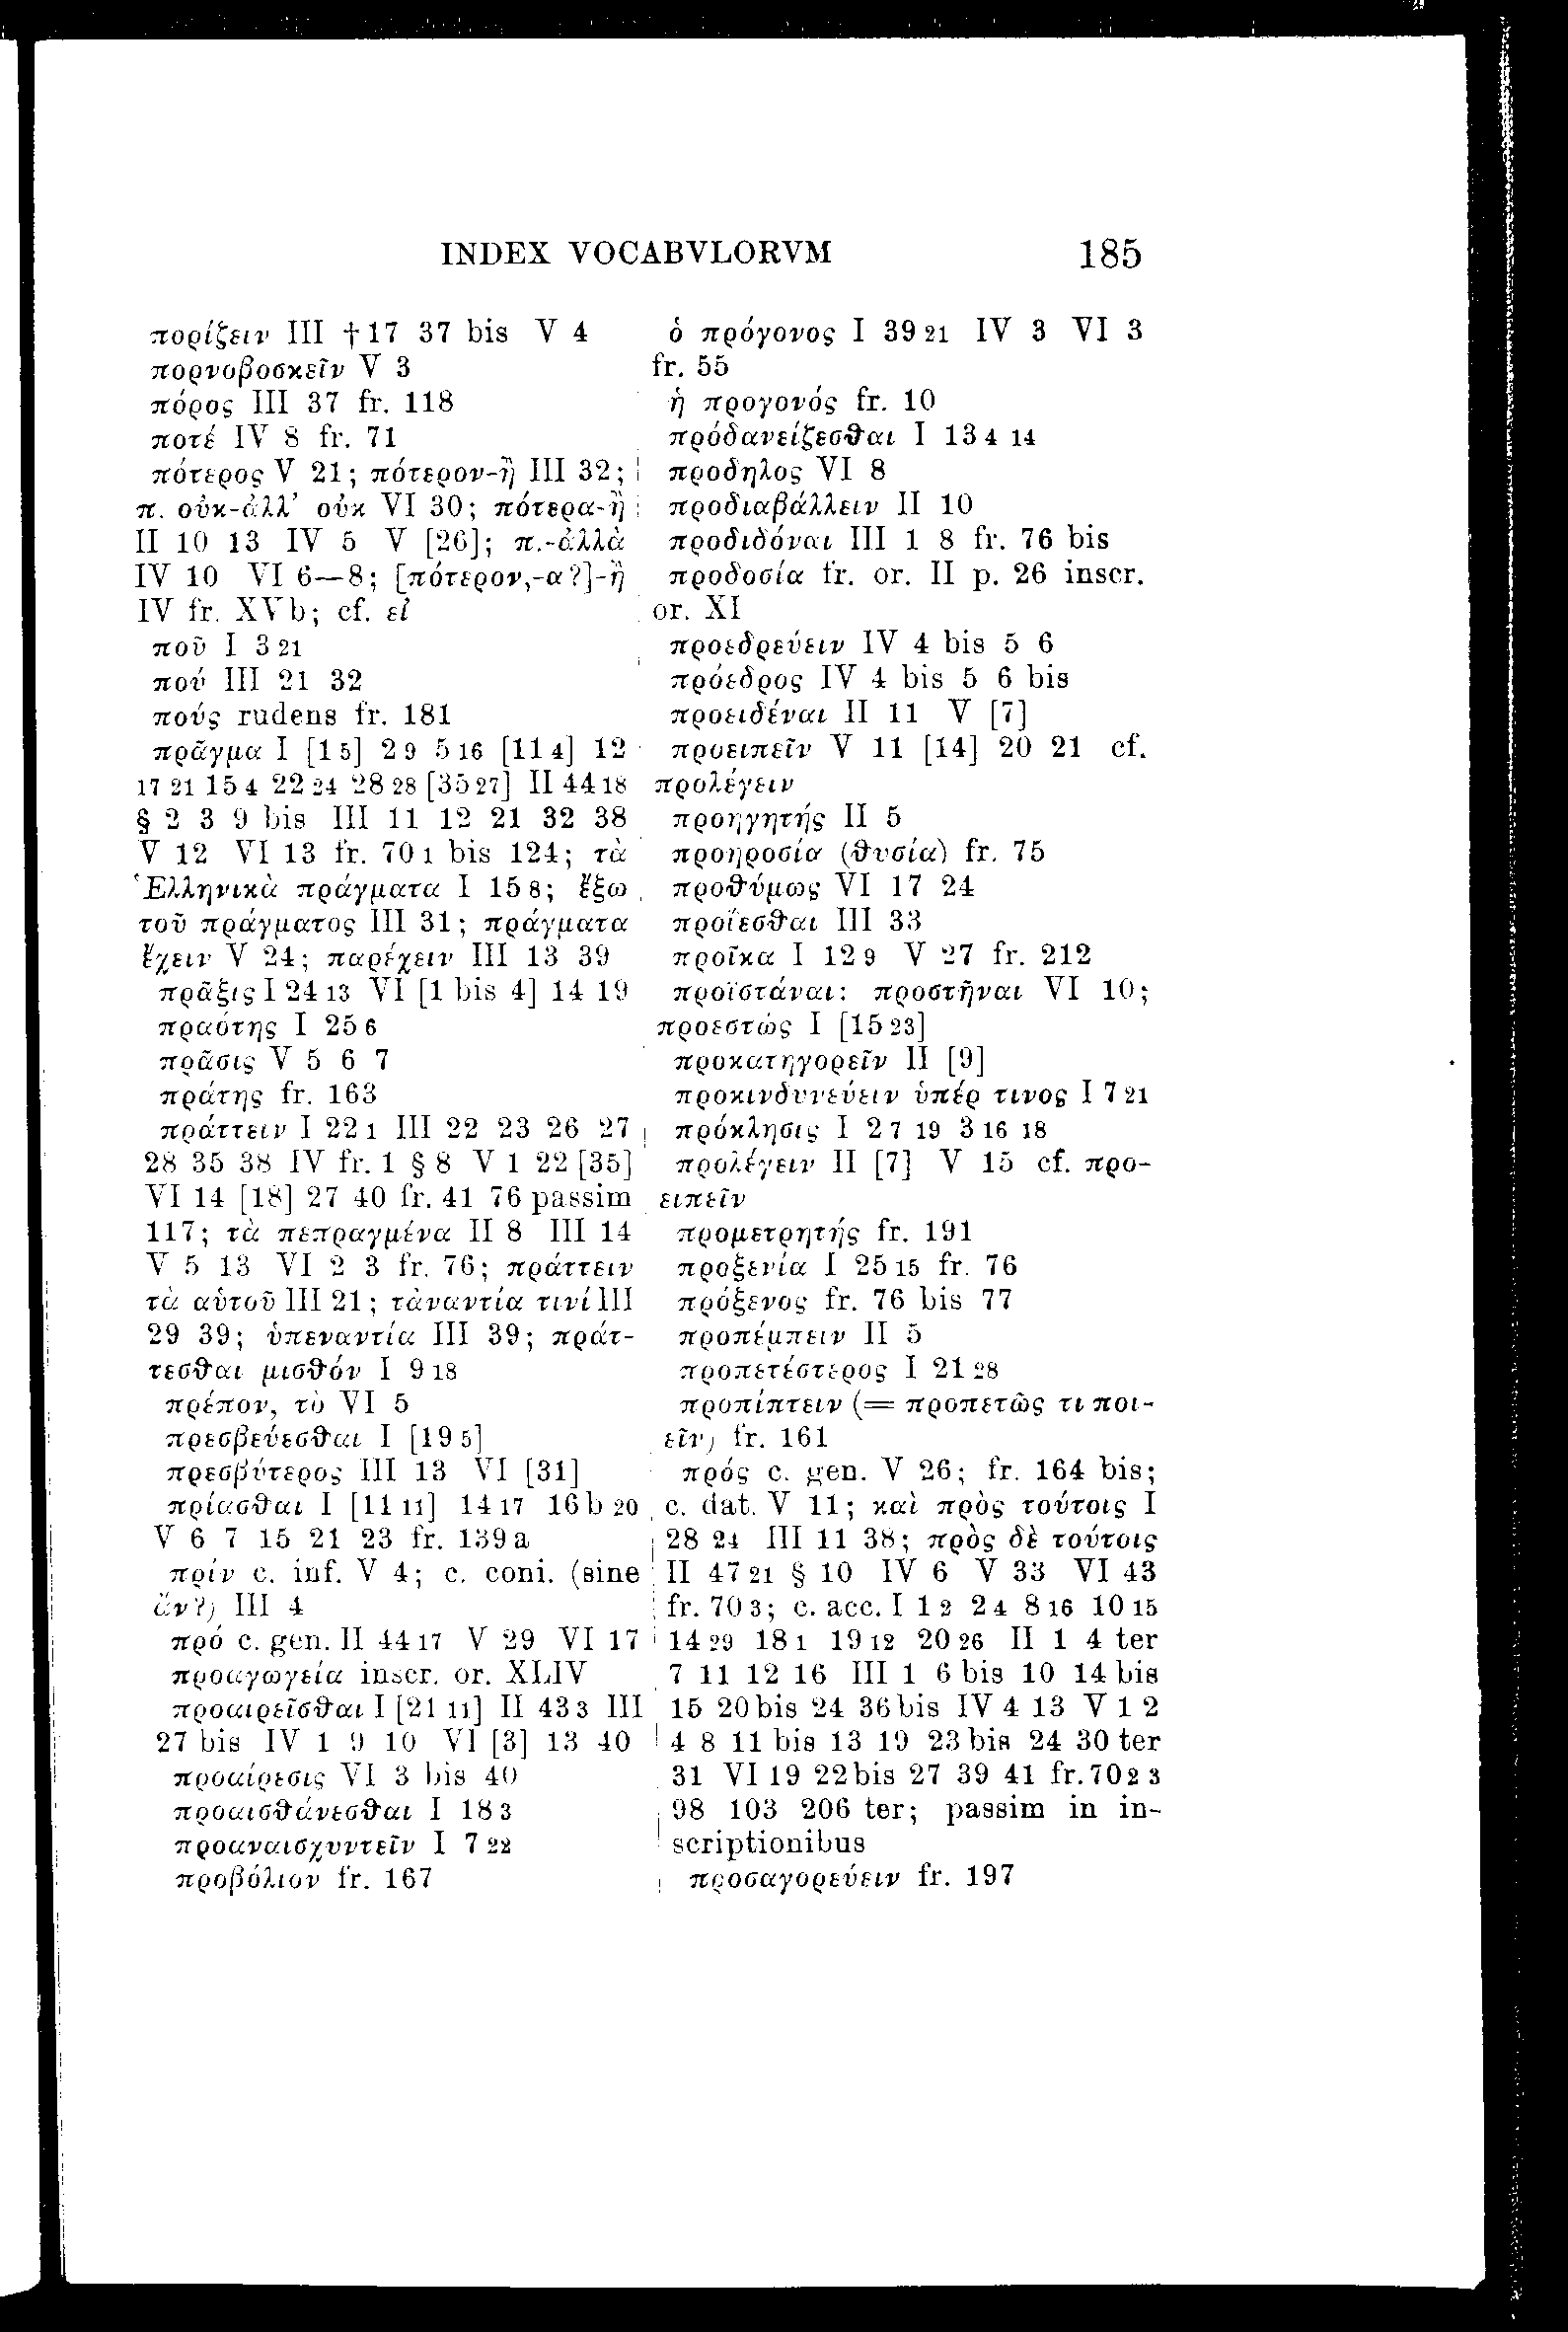 INDEX VOCABVLORVM 185
πορίζειν III †17 37 bis V 4
πορνοβοσκεῖν V 3
πόρος III 37 fr. 118
ποτέ IV 8 fr. 71
πότερος V 21; πότερον-ἢ III 32;
π. οὐκ-ἀλλ’ οὐκ VI 30; πότερα-ἢ
II 10 13 IV 5 V [26]; π.-ἀλλὰ
IV 10 VI 6—8; [πότερον,-α?]-ἢ
IV fr. XVb; cf. εἰ
ποῦ I 3 21
πού III 21 32
πούς rudens fr. 181
πρᾶγμα I [1 5] 2 9 5 16 [11 4] 12
17 21 15 4 22 24 28 28 [35 27] II 44 18
§ 2 3 9 bis III 11 12 21 32 38
V 12 VI 13 fr. 70 1 bis 124; τὰ
Ἑλληνικὰ πράγματα I 15 8; ἔξω
τοῦ πράγματος III 31; πράγματα
ἔχειν V 24; παρέχειν III 13 39
πρᾶξις I 24 13 VI [1 bis 4] 14 19
πραότης I 25 6
πρᾶσις V 5 6 7
πράτης fr. 163
πράττειν I 22 1 III 22 23 26 27
28 35 38 IV fr. 1 § 8 V 1 22 [35]
VI 14 [18] 27 40 fr. 41 76 passim
117; τὰ πεπραγμένα II 8 III 14
V 5 13 VI 2 3 fr. 76; πράττειν
τὰ αὑτοῦ III 21; τἀναντία τινί III
29 39; ὑπεναντία III 39; πράτ-
τεσθαι μισθόν I 9 18
πρέπον, τὸ VI 5
πρεσβεύεσθαι I [19 5]
πρεσβύτερος III 13 VI [31]
πρίασθαι I [11 11] 14 17 16b 20
V 6 7 15 21 23 fr. 139a
πρίν c. inf. V 4; c. coni. (sine
ἄν?) III 4
πρό c. gen. II 44 17 V 29 VI 17
προαγωγεία inscr. or. XLIV
προαιρεῖσθαι I [21 11] II 43 3 III
27 bis IV 1 9 10 VI [3] 13 40
προαίρεσις VI 3 bis 40
προαισθάνεσθαι I 18 3
προαναισχυντεῖν I 7 22
προβόλιον fr. 167
ὁ πρόγονος I 39 21 IV 3 VI 3
fr. 55
ἡ προγονός fr. 10
πρόδανείζεσθαι I 13 4 14
προδηλος VI 8
προδιαβάλλειν II 10
προδιδόναι III 1 8 fr. 76 bis
προδοσία fr. or. II p. 26 inscr.
or. XI
προεδρεύειν IV 4 bis 5 6
πρόεδρος IV 4 bis 5 6 bis
προειδέναι II 11 V [7]
προειπεῖν V 11 [14] 20 21 cf.
προλέγειν
προηγητής II 5
προηροσία (θυσία) fr. 75
προθύμως VI 17 24
προΐεσθαι III 33
προῖκα I 12 9 V 27 fr. 212
προϊστάναι: προστῆναι VI 10;
προεστώς I [15 23]
προκατηγορεῖν II [9]
προκινδυνεύειν ὑπέρ τινος I 7 21
πρόκλησις I 2 7 19 3 16 18
προλέγειν II [7] V 15 cf. προ-
ειπεῖν
προμετρητής fr. 191
προξενία I 25 15 fr. 76
πρόξενος fr. 76 bis 77
προπέμπειν II 5
προπετέστερος I 21 28
προπίπτειν (= προπετῶς τι ποι-
εῖν) fr. 161
πρός c. gen. V 26; fr. 164 bis;
c. dat. V 11; καὶ πρὸς τούτοις I
28 24 III 11 38; πρὸς δὲ τούτοις
II 47 21 § 10 IV 6 V 33 VI 43
fr. 70 3; c. acc. I 1 2 2 4 8 16 10 15
14 29 18 1 19 12 20 26 II 1 4 ter
7 11 12 16 III 1 6 bis 10 14 bis
15 20 bis 24 36 bis IV 4 13 V 1 2
4 8 11 bis 13 19 23 bis 24 30 ter
31 VI 19 22 bis 27 39 41 fr. 70 2 3
98 103 206 ter; passim in in-
scriptionibus
προσαγορεύειν fr. 197